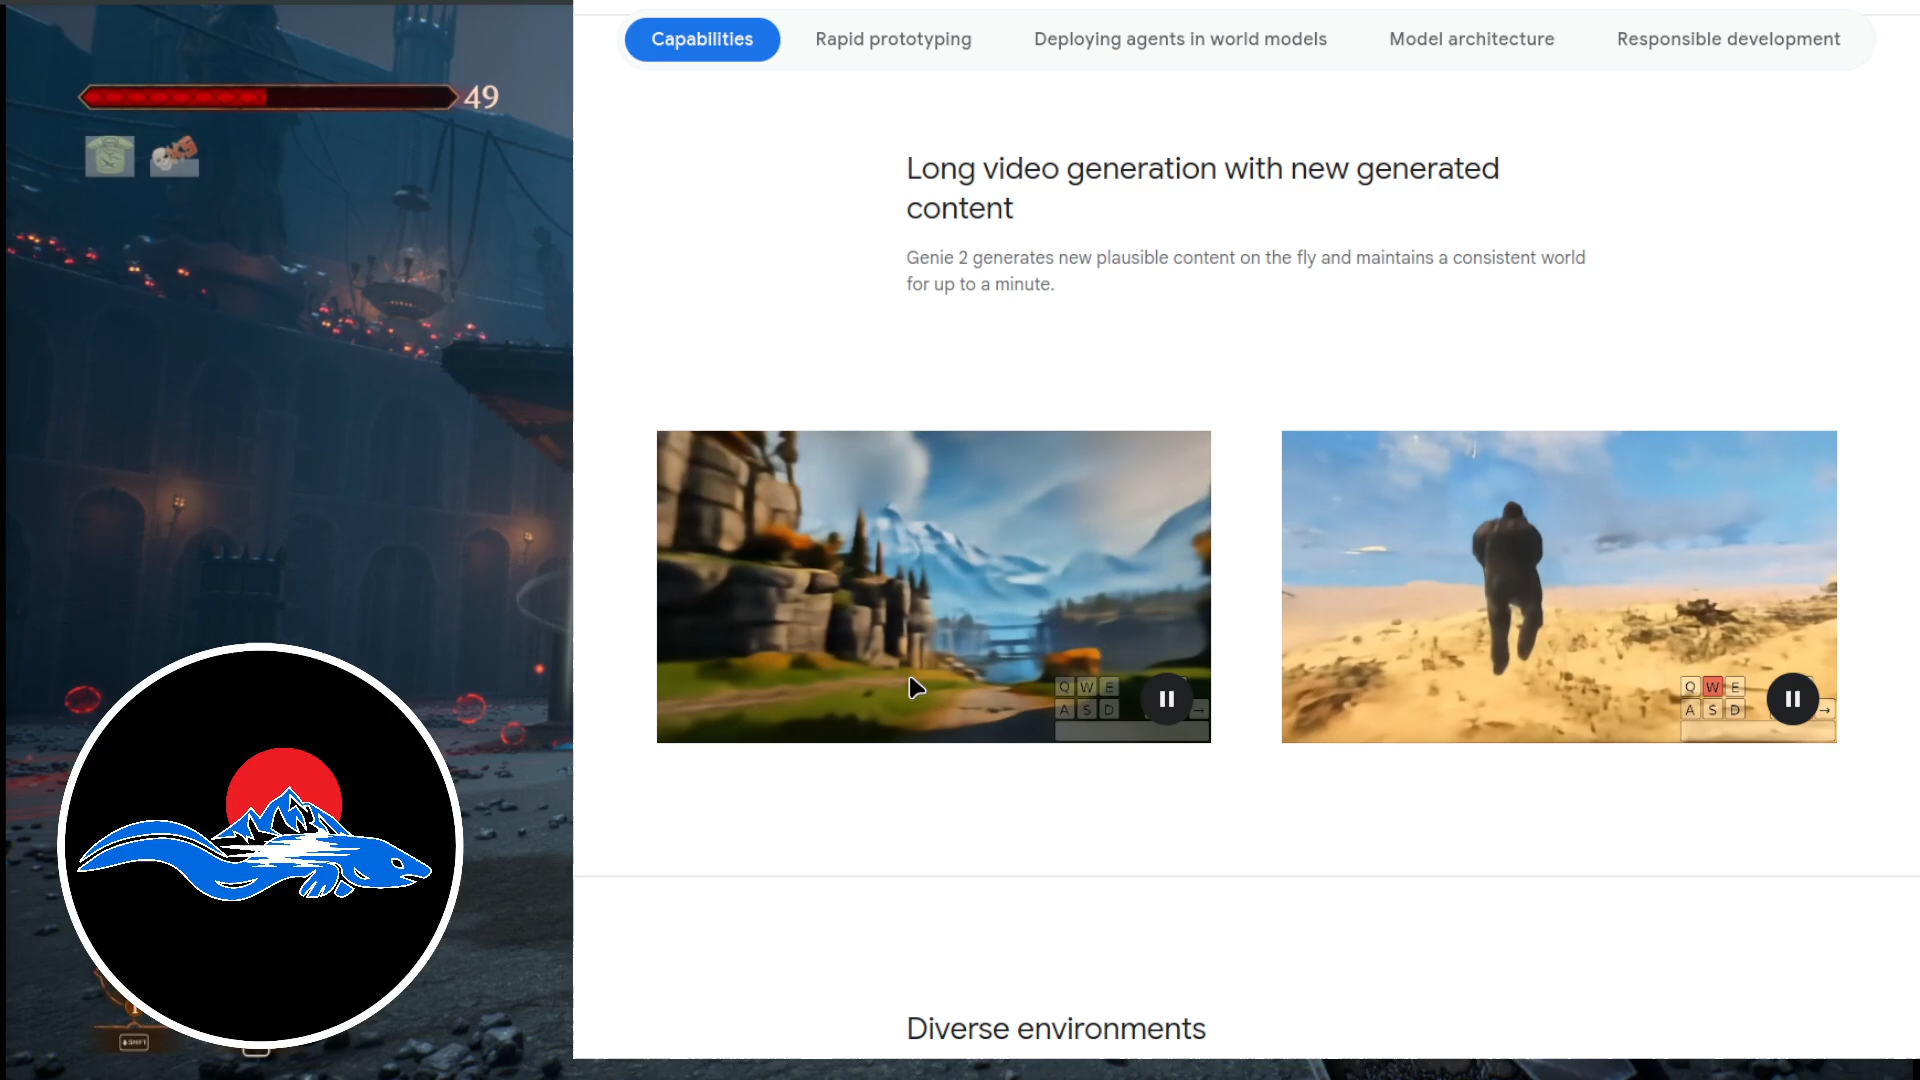 Capabilities
Rapid prototyping
Deploying agents in world models
Model architecture
Responsible development
49
Long video generation with new generated
content
Genie 2 generates new plausible content on the fly and maintains a consistent world
for up to a minute.
Q W E
A S D →
Q W E
A S D →
Diverse environments
SHIFT